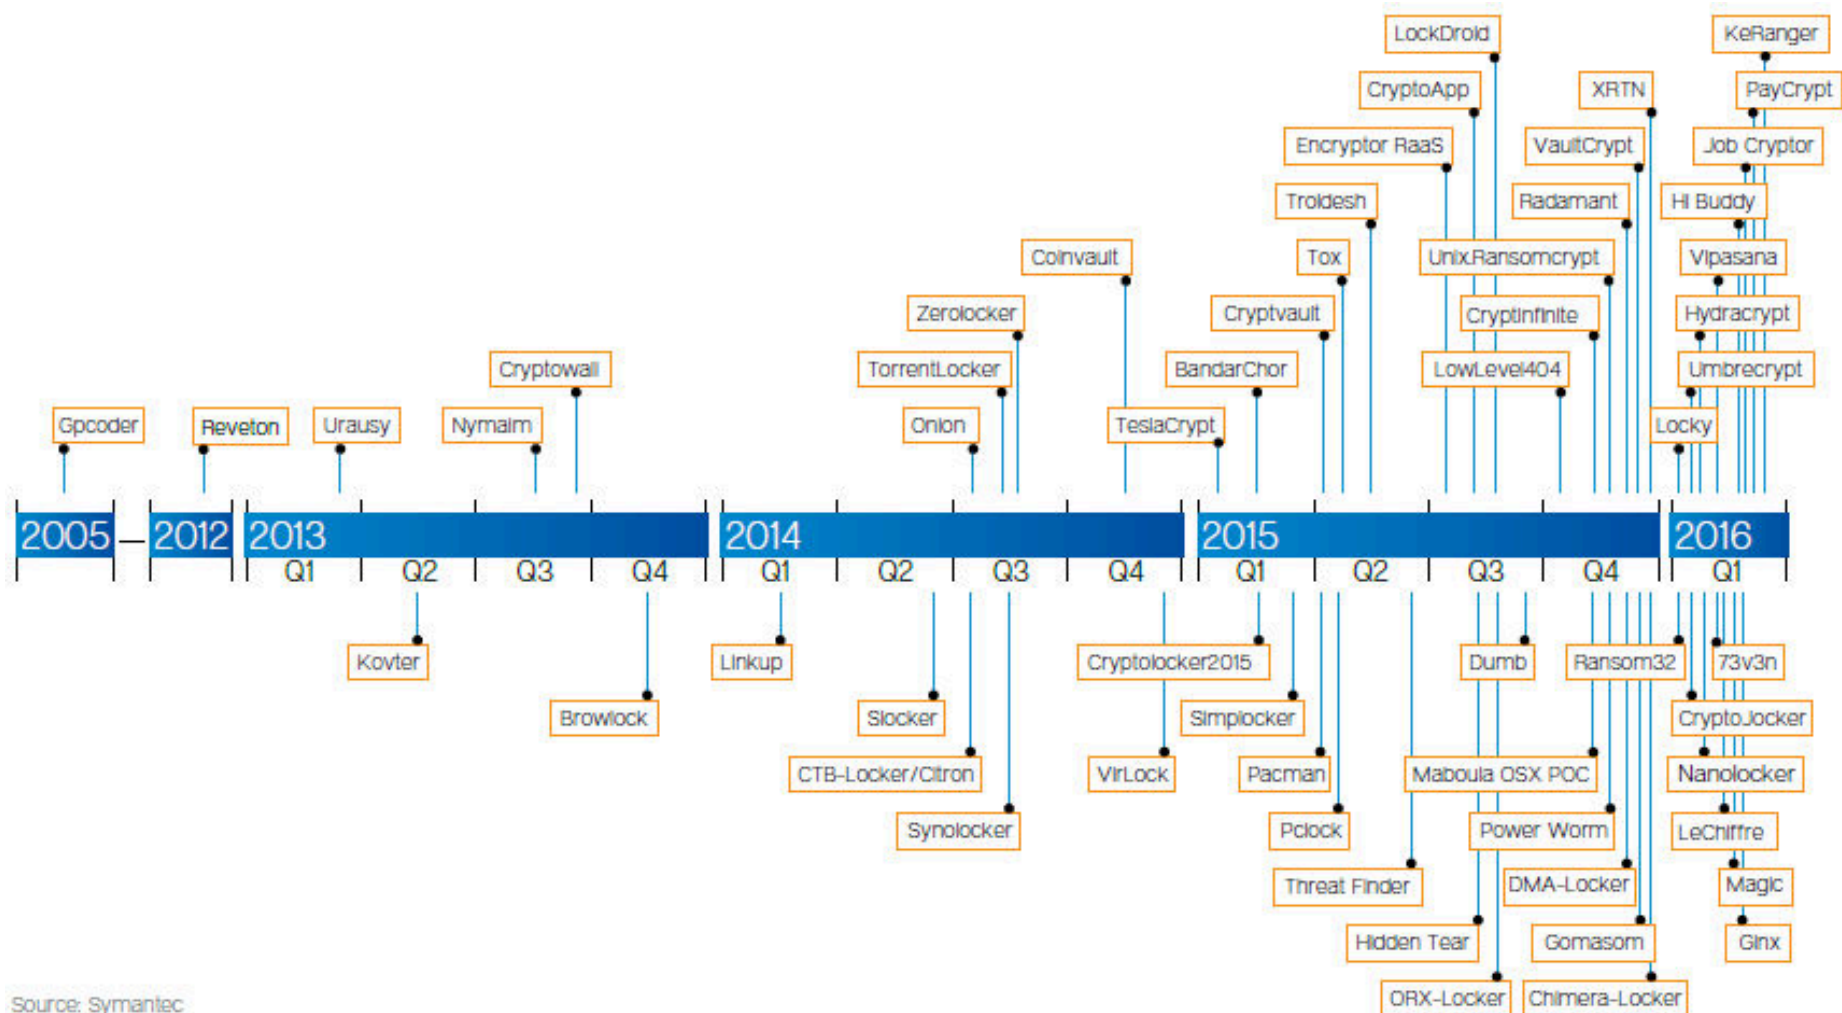 LockDroid
KeRanger
CryptoApp
XRTN
PayCrypt
Encryptor RaaS
VaultCrypt
Job Cryptor
Troldesh
Radamant
Hi Buddy
Coinvault
Tox
Unix.Ransomcrypt
Vipasana
Zerolocker
Cryptvault
Cryptinfinite
Hydracrypt
Cryptowall
TorrentLocker
BandarChor
LowLevel404
Umbrecrypt
Gpcoder
Reveton
Urausy
Nymaim
Onion
TeslaCrypt
Locky
2005 — 2012 2013 2014 2015 2016
Q1 Q2 Q3 Q4 Q1 Q2 Q3 Q4 Q1 Q2 Q3 Q4 Q1
Kovter
Linkup
Cryptolocker2015
Dumb
Ransom32
73v3n
Browlock
Slocker
Simplocker
CryptoJocker
CTB-Locker/Citron
VirLock
Pacman
Mabouia OSX POC
Nanolocker
Synolocker
Pclock
Power Worm
LeChiffre
Threat Finder
DMA-Locker
Magic
Hidden Tear
Gomasom
Ginx
ORX-Locker
Chimera-Locker
Source: Symantec